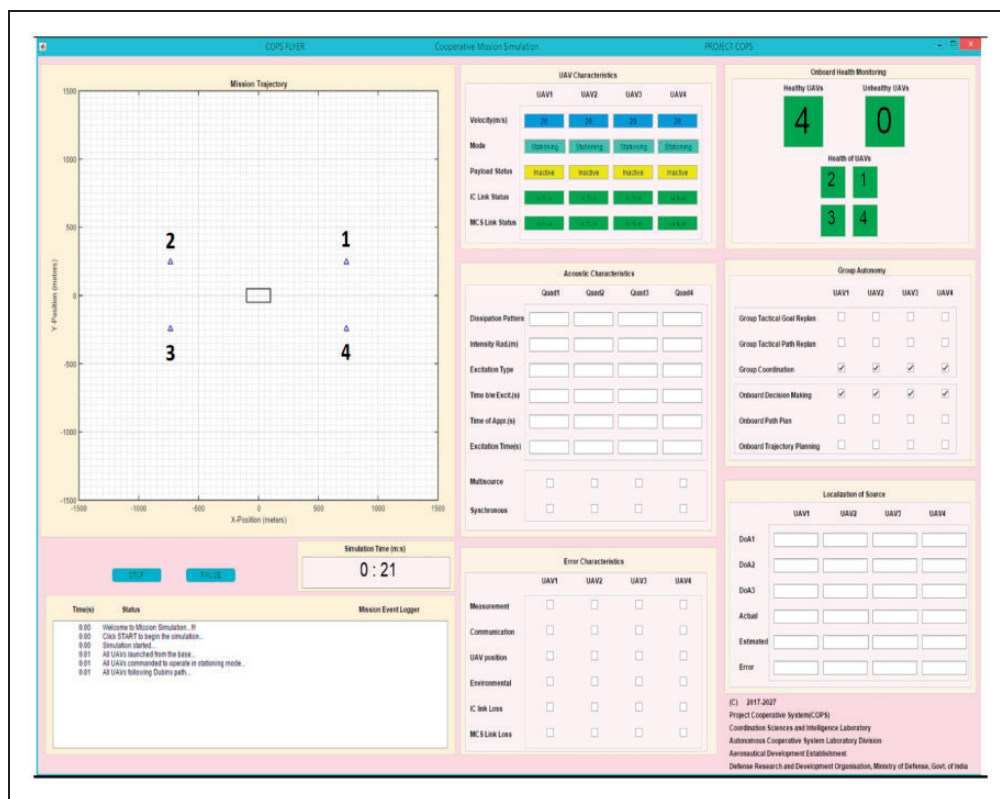 COPS FLYER Cooperative Mission Simulation PROJECT COPS
Mission Trajectory
1500
1000
500
0
-500
-1000
-1500
-1500 -1000 -500 0 500 1000 1500
Y-Position (meters)
X-Position (meters)
2 1
3 4
STOP PAUSE
Simulation Time (m:s)
0 : 21
Time(s) Status Mission Event Logger
0.00 Welcome to Mission Simulation...!!!
0.00 Click START to begin the simulation...
0.00 Simulation started...
0.01 All UAVs launched from the base...
0.01 All UAVs commanded to operate in stationing mode...
0.01 All UAVs following Dubins path...
UAV Characteristics
UAV1 UAV2 UAV3 UAV4
Velocity(m/s) 20 20 20 20
Mode Stationing Stationing Stationing Stationing
Payload Status Inactive Inactive Inactive Inactive
IC Link Status
MCS Link Status
Acoustic Characteristics
Quad1 Quad2 Quad3 Quad4
Dissipation Pattern
Intensity Rad.(m)
Excitation Type
Time b/w Excit.(s)
Time of Appr.(s)
Excitation Time(s)
Multisource
Synchronous
Error Characteristics
UAV1 UAV2 UAV3 UAV4
Measurement
Communication
UAV position
Environmental
IC link Loss
MCS Link Loss
Onboard Health Monitoring
Healthy UAVs Unhealthy UAVs
4 0
Health of UAVs
2 1
3 4
Group Autonomy
UAV1 UAV2 UAV3 UAV4
Group Tactical Goal Replan
Group Tactical Path Replan
Group Coordination
Onboard Decision Making
Onboard Path Plan
Onboard Trajectory Planning
Localization of Source
UAV1 UAV2 UAV3 UAV4
DoA1
DoA2
DoA3
Actual
Estimated
Error
(C) 2017-2027
Project Cooperative System(COPS)
Coordination Sciences and Intelligence Laboratory
Autonomous Cooperative System Laboratory Division
Aeronautical Development Establishment
Defense Research and Development Organisation, Ministry of Defense, Govt. of India